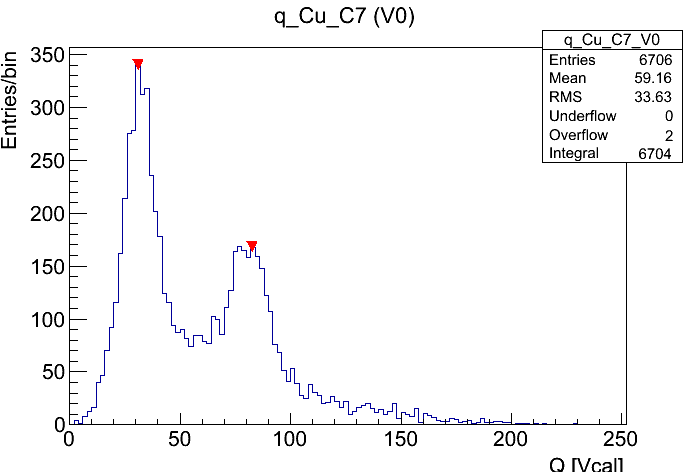 q_Cu_C7 (V0)
q_Cu_C7_V0
Entries 6706
Mean 59.16
RMS 33.63
Underflow 0
Overflow 2
Integral 6704
Entries/bin
350
300
250
200
150
100
50
0
0 50 100 150 200 250
Q [Vcal]